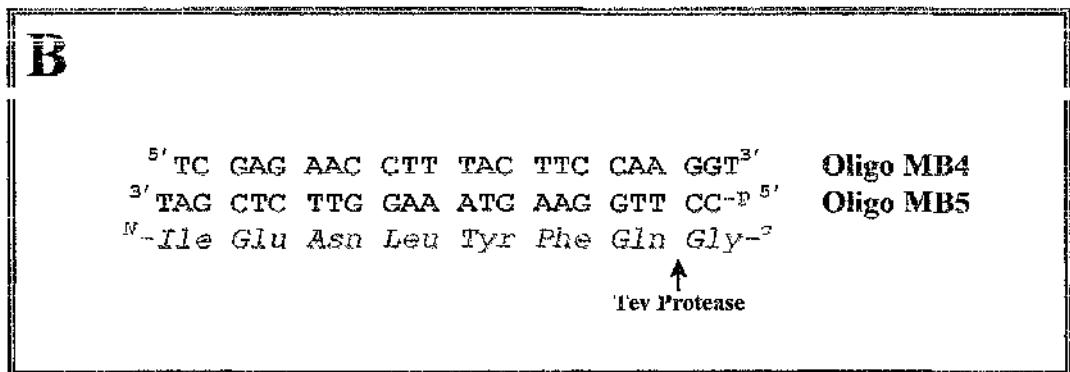 B
5' TC GAG AAC CTT TAC TTC CAA GGT 3' Oligo MB4
3' TAG CTC TTG GAA ATG AAG GTT CC-P 5' Oligo MB5
N-Ile Glu Asn Leu Tyr Phe Gln Gly-C
Tev Protease